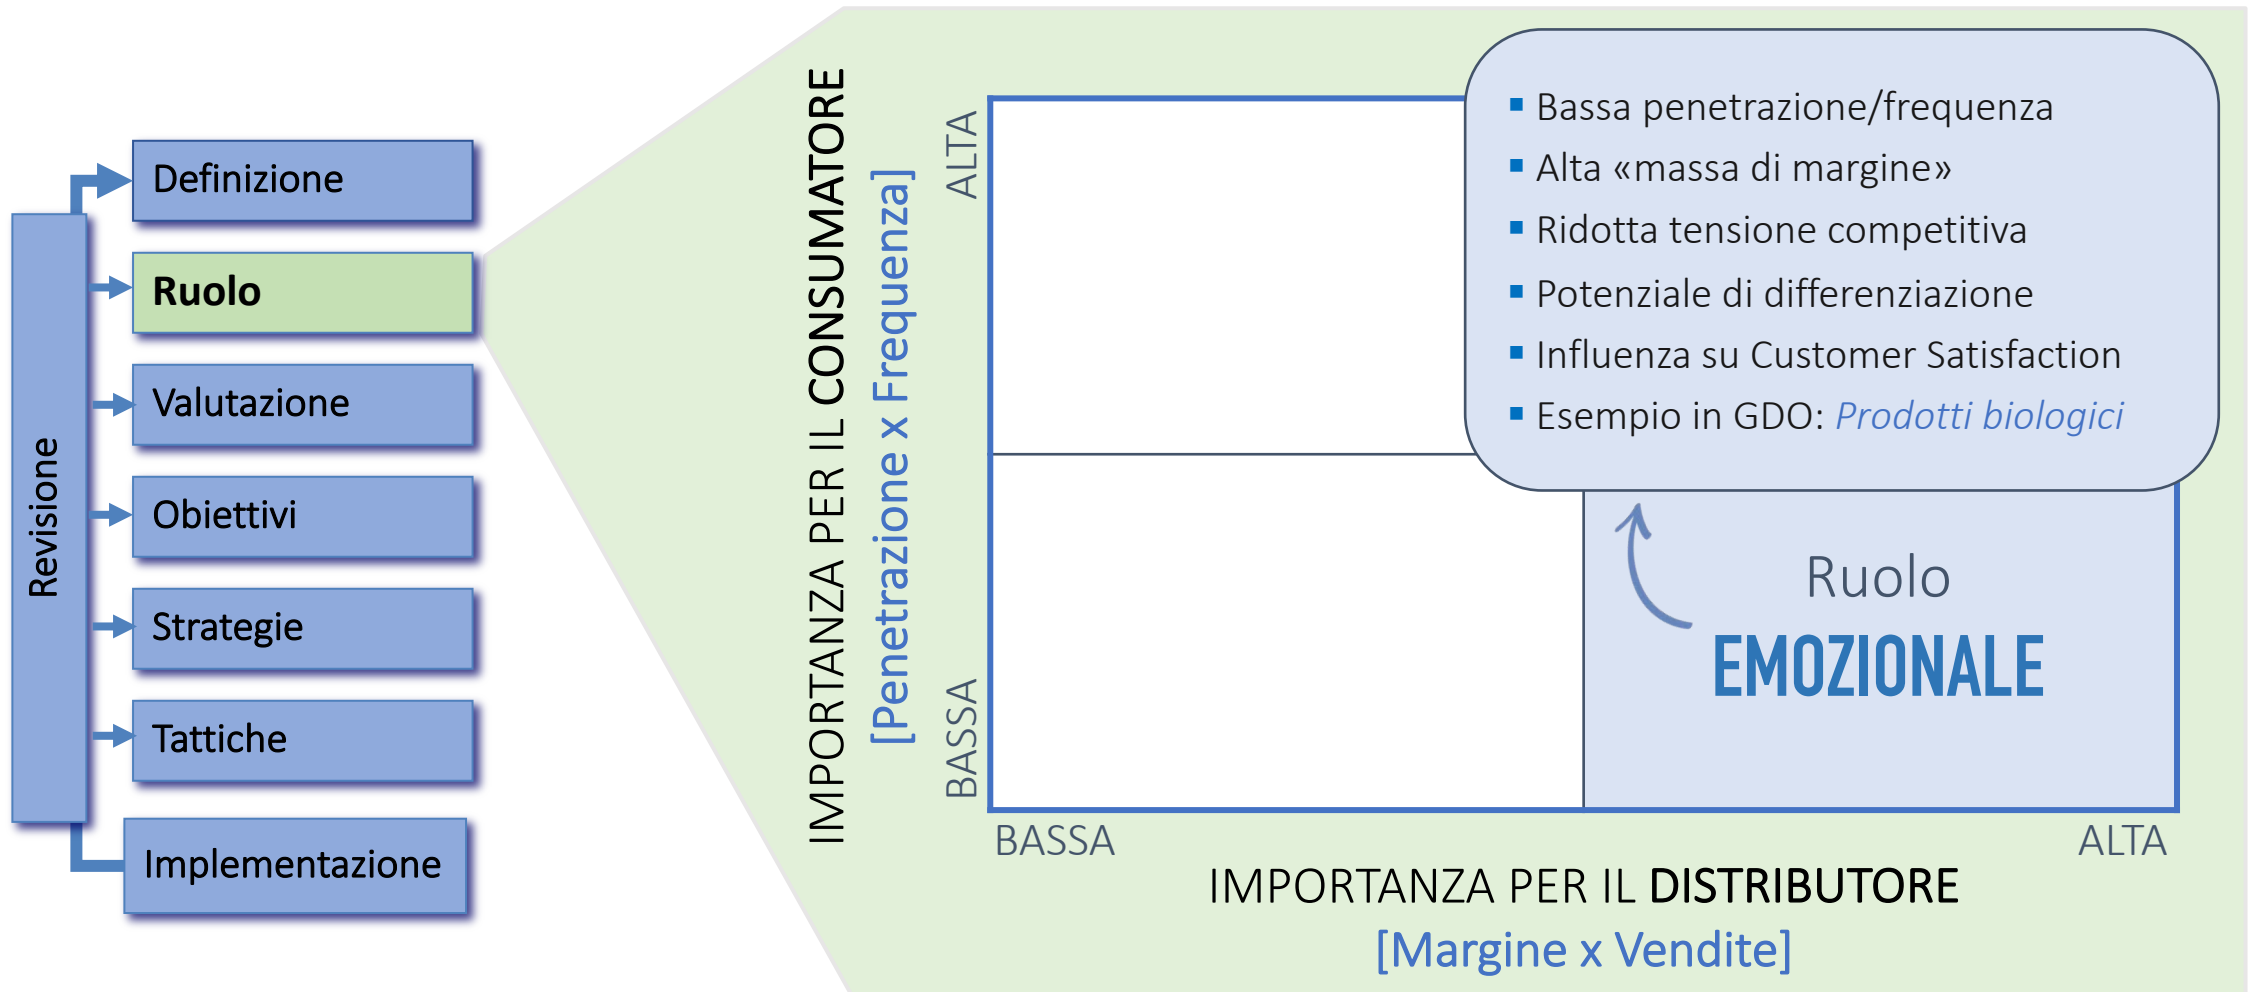 Revisione
Definizione
Ruolo
Valutazione
Obiettivi
Strategie
Tattiche
Implementazione
IMPORTANZA PER IL CONSUMATORE
[Penetrazione x Frequenza]
ALTA
BASSA
▪ Bassa penetrazione/frequenza
▪ Alta «massa di margine»
▪ Ridotta tensione competitiva
▪ Potenziale di differenziazione
▪ Influenza su Customer Satisfaction
▪ Esempio in GDO: Prodotti biologici
Ruolo
EMOZIONALE
BASSA
ALTA
IMPORTANZA PER IL DISTRIBUTORE
[Margine x Vendite]